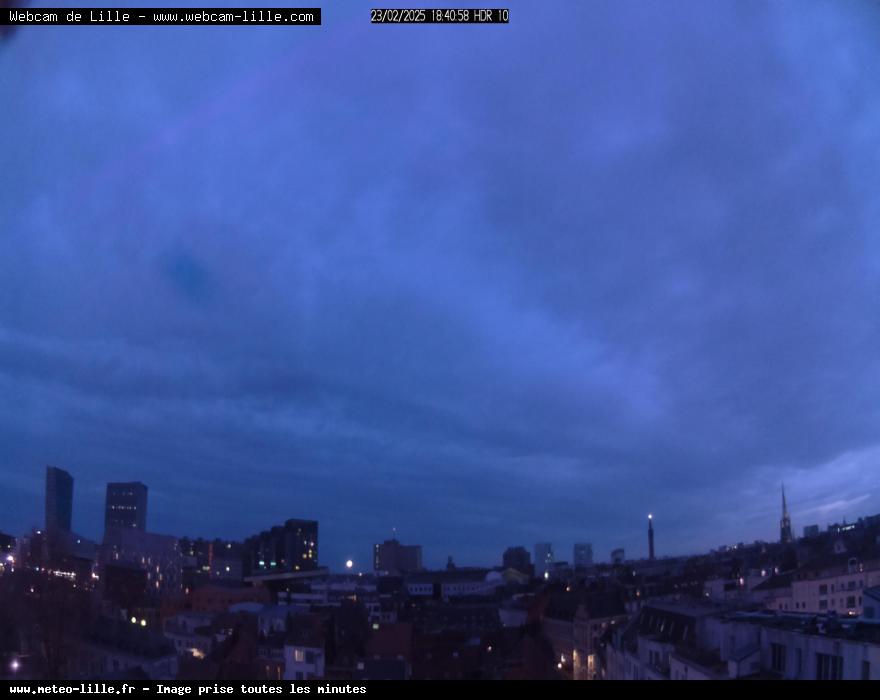 Webcam de Lille - www.webcam-lille.com
23/02/2025 18:40:58 HDR 10
www.meteo-lille.fr - Image prise toutes les minutes